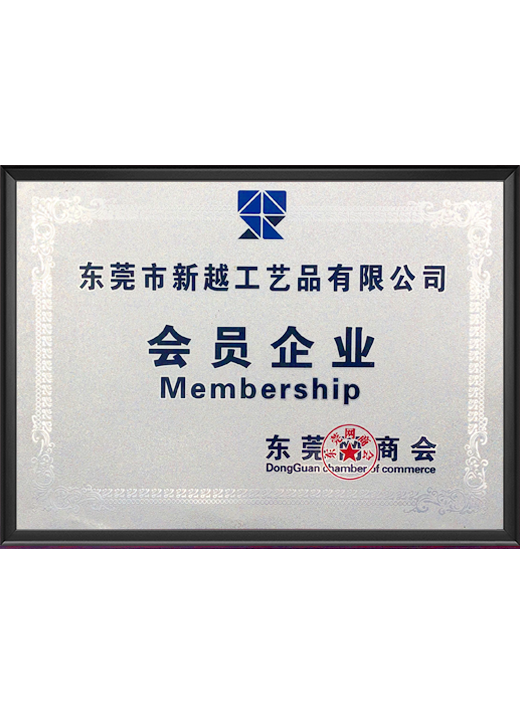 东莞市新越工艺品有限公司
会员企业
Membership
东莞网商会
DongGuan chamber of commerce